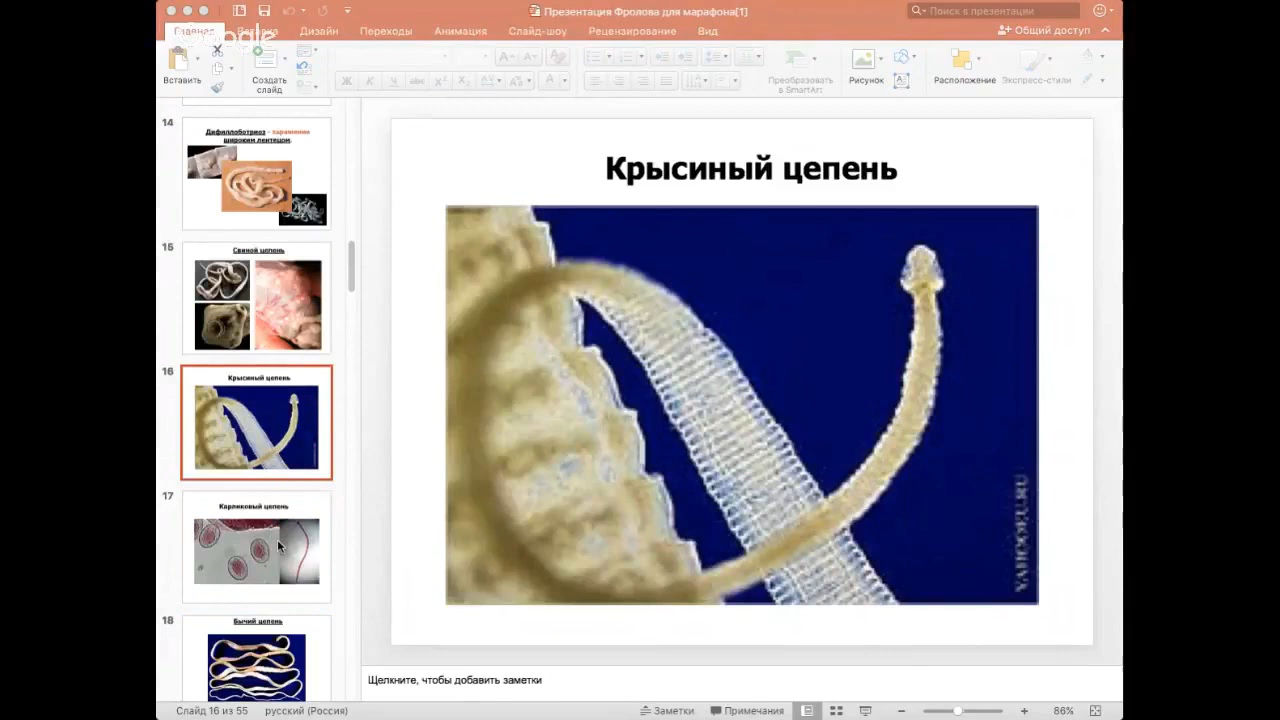 Презентация Фролова для марафона[1]
Поиск в презентации
Главная Вставка Дизайн Переходы Анимация Слайд-шоу Рецензирование Вид
Общий доступ
Google
Вставить
Создать слайд
Преобразовать в SmartArt
Рисунок
Расположение
Экспресс-стили
14
Дифиллоботриоз - заражение
широким лентецом.
15
Свиной цепень
16
Крысиный цепень
17
Карликовый цепень
18
Бычий цепень
Крысиный цепень
YAHOOEU.RU
Щелкните, чтобы добавить заметки
Слайд 16 из 55 русский (Россия) Заметки Примечания 86%